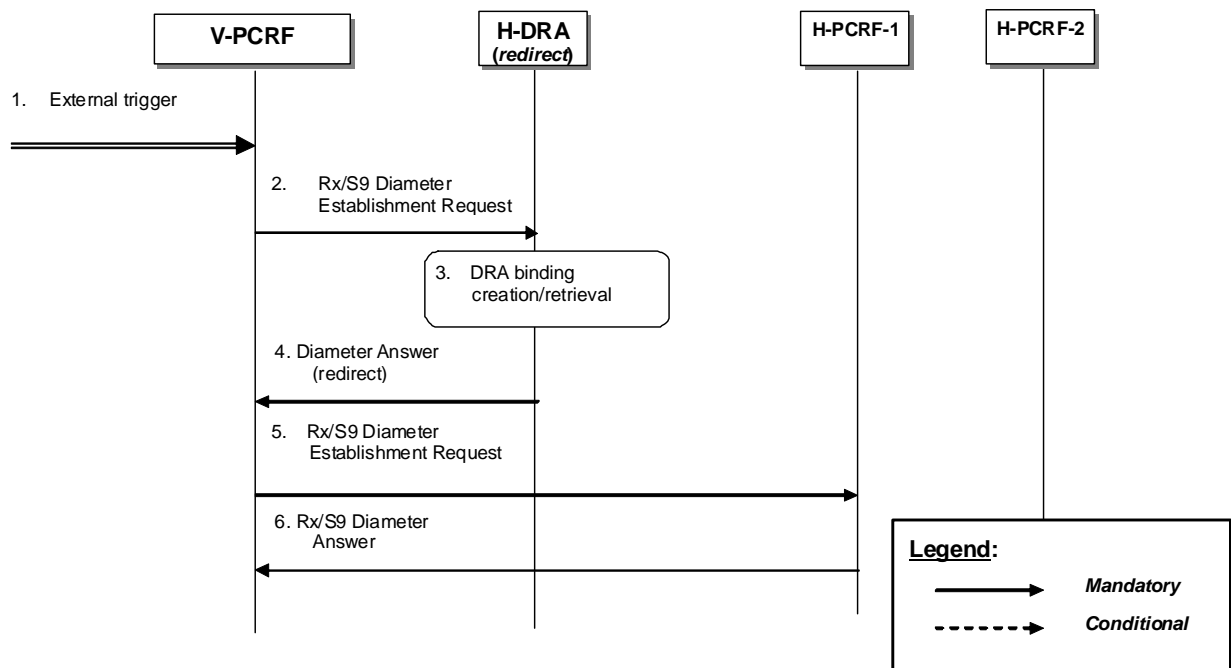 V-PCRF
H-DRA
(redirect)
H-PCRF-1
H-PCRF-2
1. External trigger
2. Rx/S9 Diameter
Establishment Request
3. DRA binding
creation/retrieval
4. Diameter Answer
(redirect)
5. Rx/S9 Diameter
Establishment Request
6. Rx/S9 Diameter
Answer
Legend:
Mandatory
Conditional